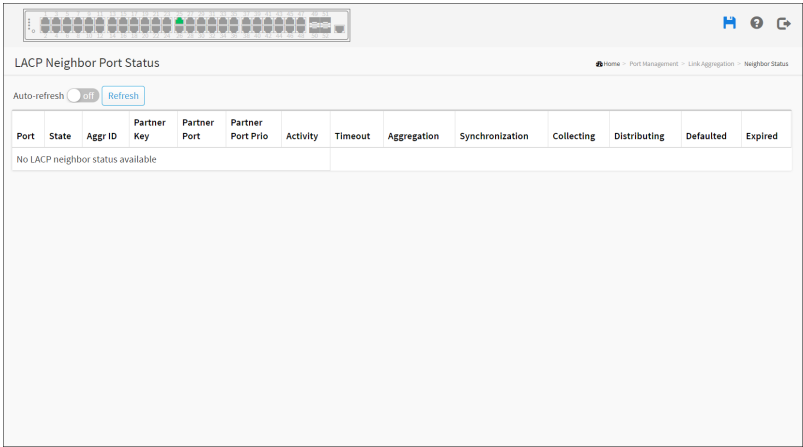 LACP Neighbor Port Status
Home > Port Management > Link Aggregation > Neighbor Status
Auto-refresh off Refresh
Port State Aggr ID Partner Key Partner Port Partner Port Prio Activity Timeout Aggregation Synchronization Collecting Distributing Defaulted Expired
No LACP neighbor status available